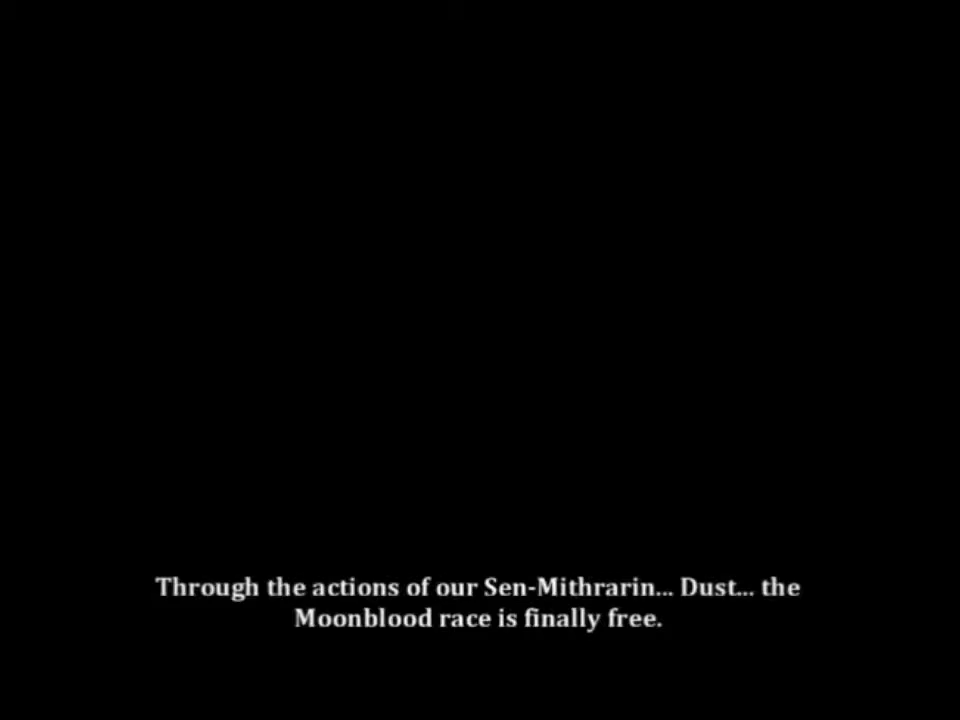 Through the actions of our Sen-Mithrarin... Dust... the
Moonblood race is finally free.